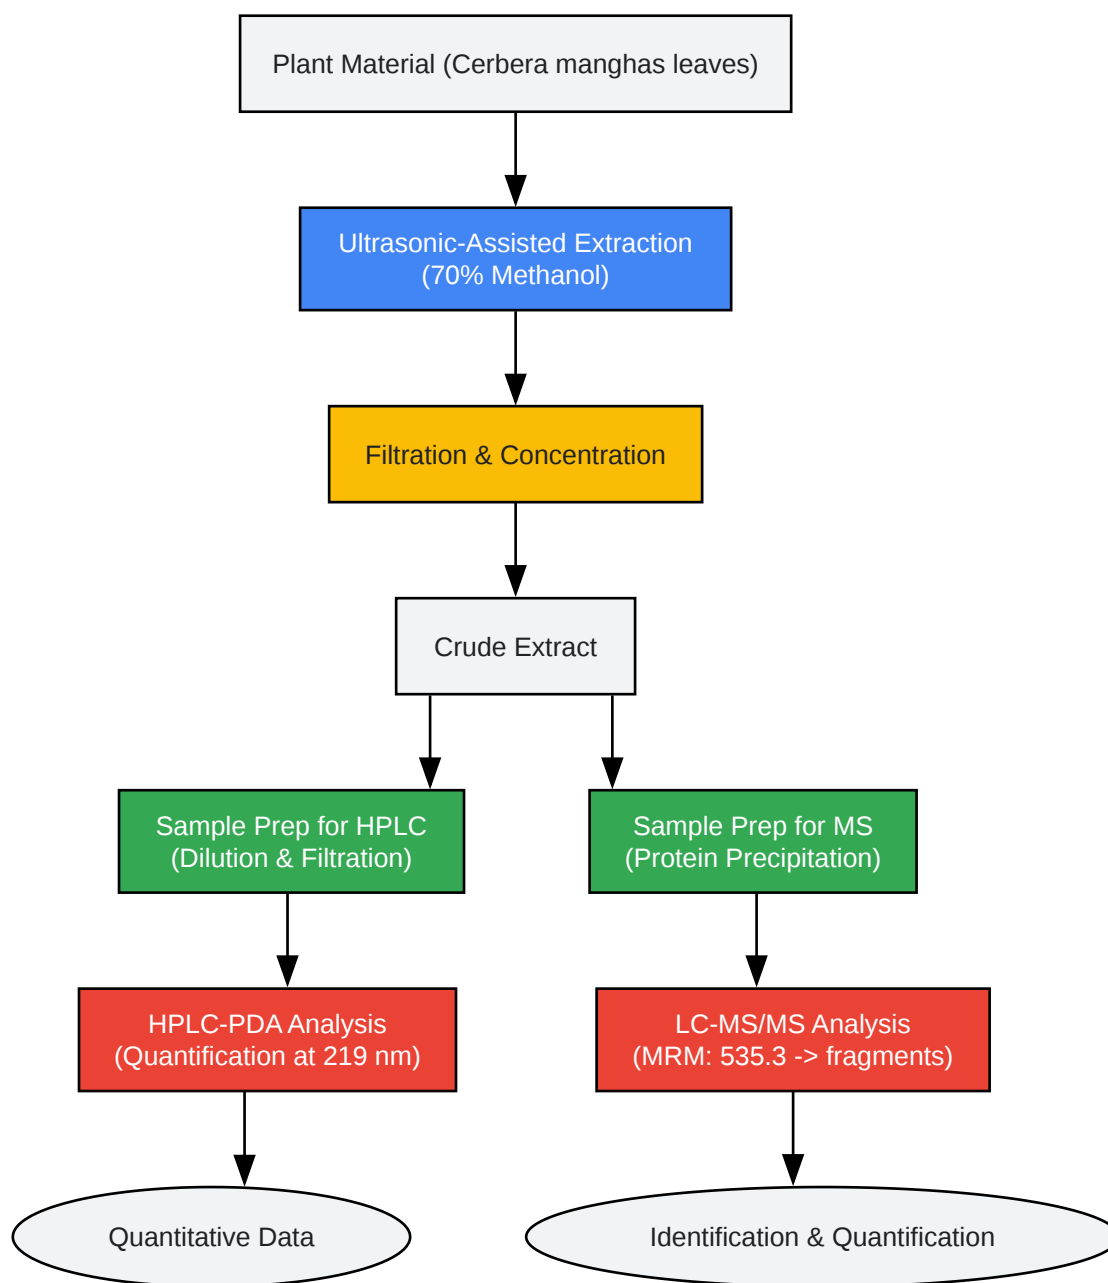 Plant Material (Cerbera manghas leaves)
Ultrasonic-Assisted Extraction
(70% Methanol)
Filtration & Concentration
Crude Extract
Sample Prep for HPLC
(Dilution & Filtration)
Sample Prep for MS
(Protein Precipitation)
HPLC-PDA Analysis
(Quantification at 219 nm)
LC-MS/MS Analysis
(MRM: 535.3 -> fragments)
Quantitative Data
Identification & Quantification